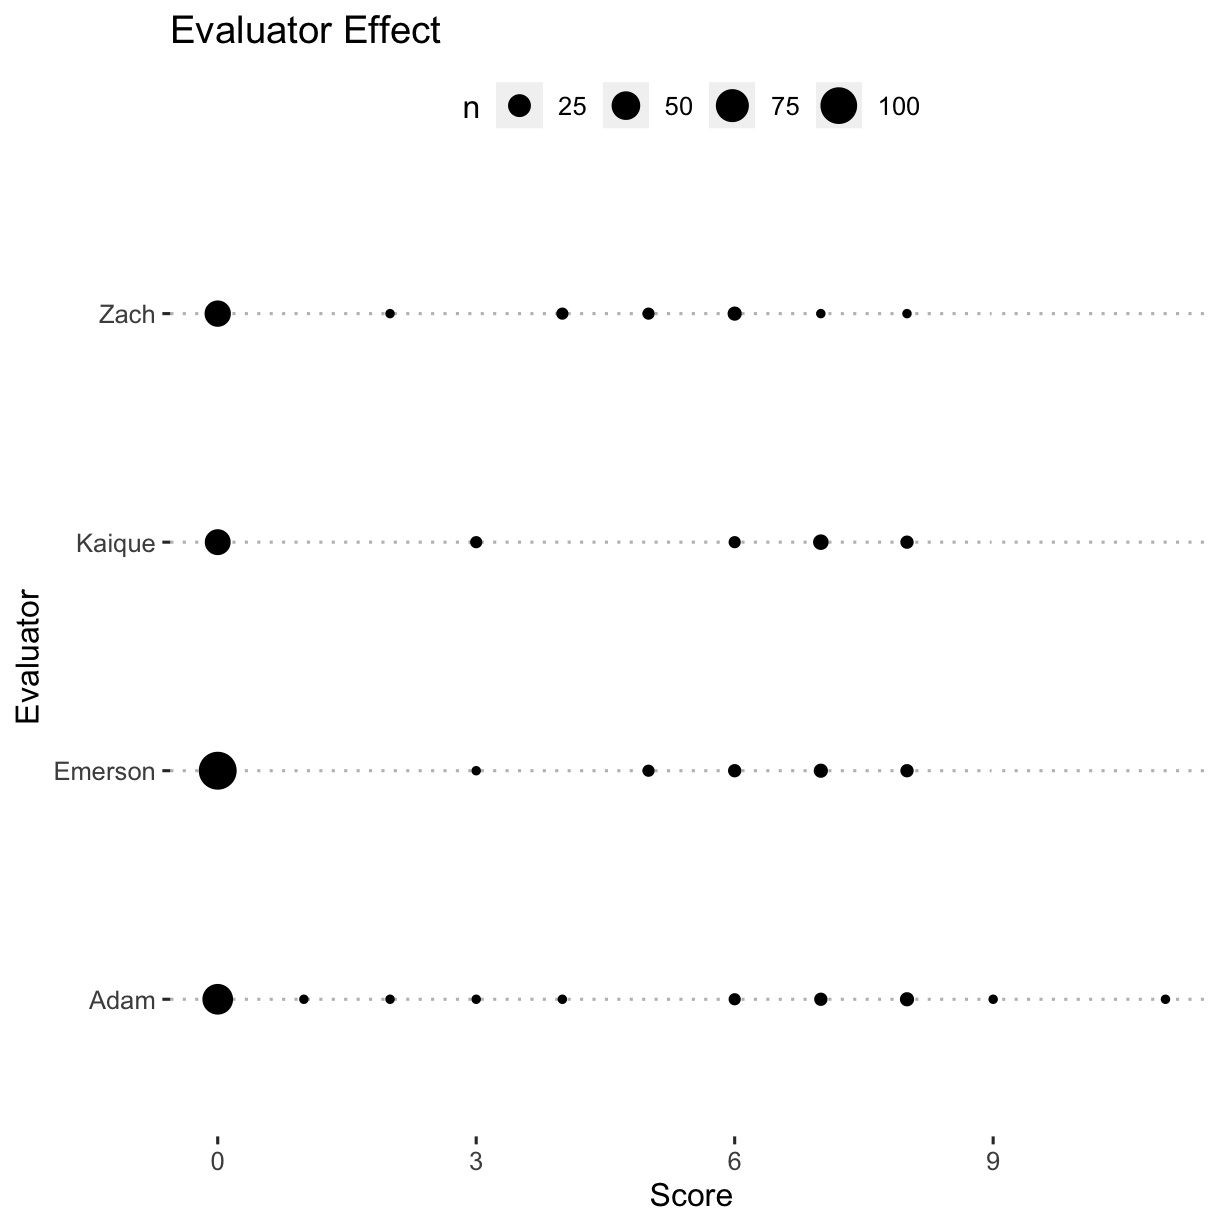 Evaluator Effect
n 25 50 75 100
Zach
Kaique
Emerson
Adam
Evaluator
0 3 6 9
Score